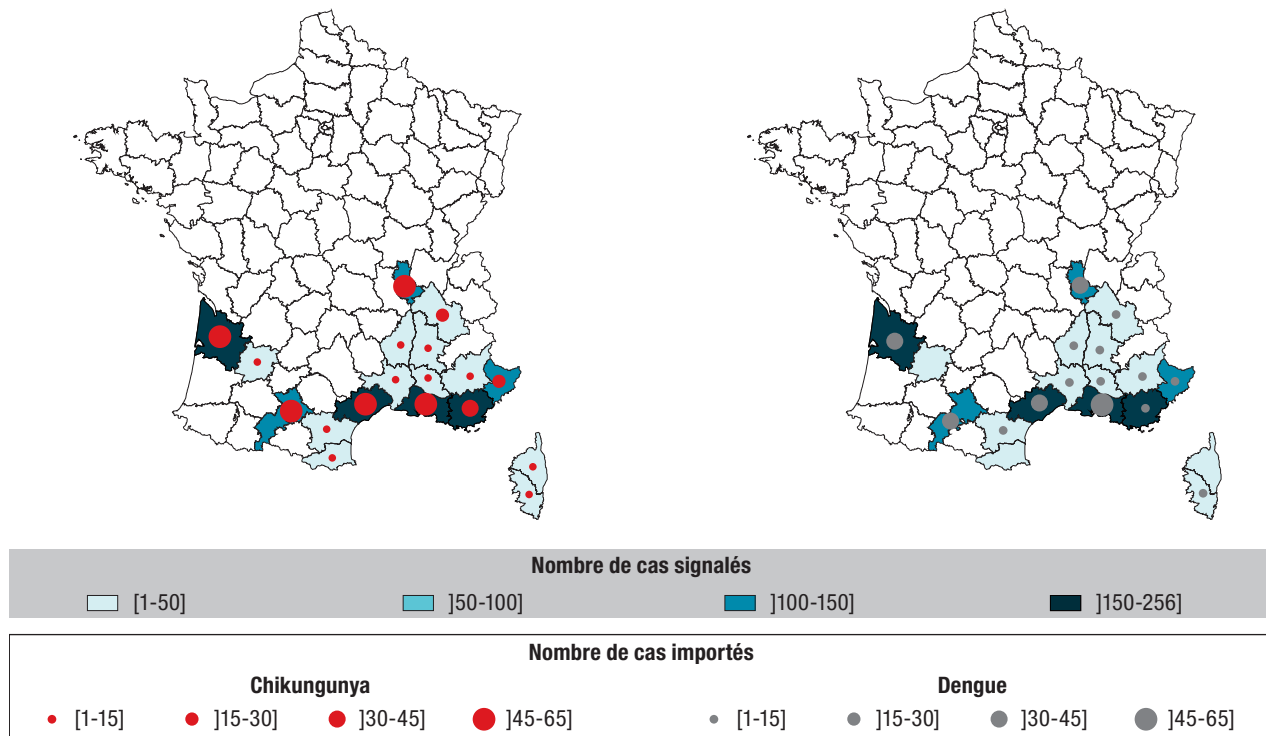 Nombre de cas signalés
[1-50] ]50-100] ]100-150] ]150-256]
Nombre de cas importés
Chikungunya Dengue
[1-15] ]15-30] ]30-45] ]45-65] [1-15] ]15-30] ]30-45] ]45-65]